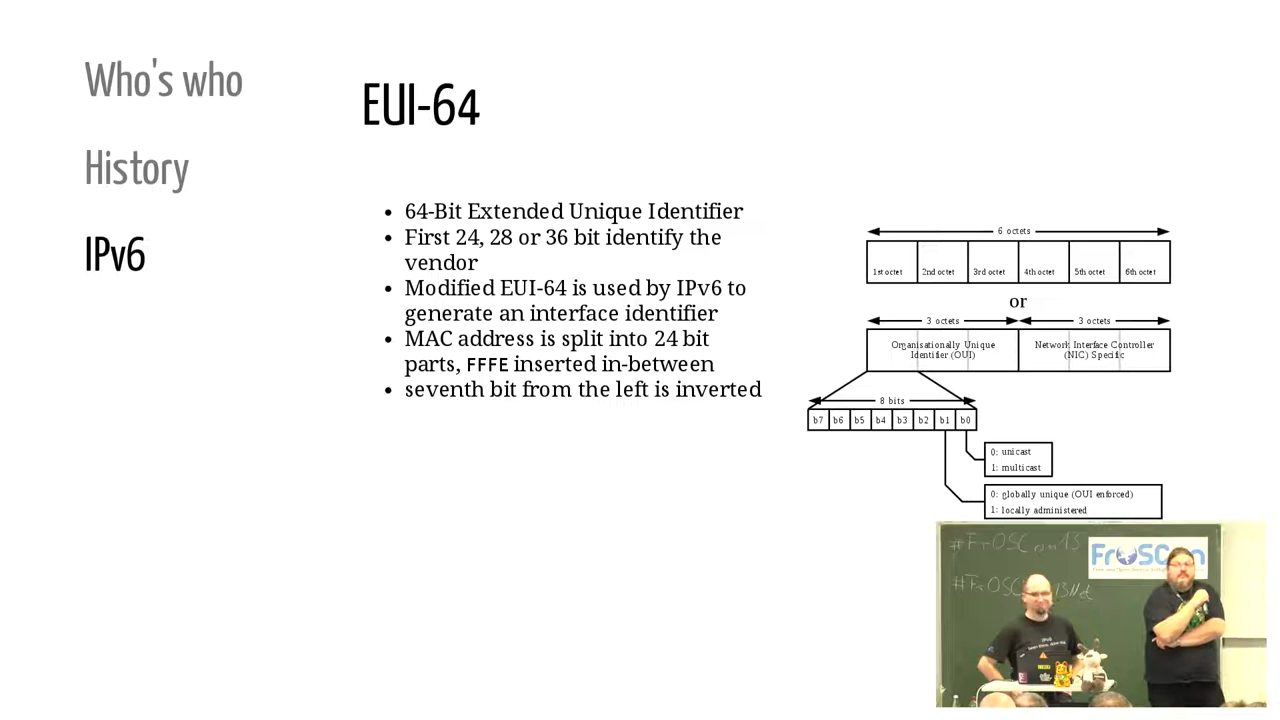 Who's who
History
IPv6
EUI-64
• 64-Bit Extended Unique Identifier
• First 24, 28 or 36 bit identify the
vendor
• Modified EUI-64 is used by IPv6 to
generate an interface identifier
• MAC address is split into 24 bit
parts, FFFE inserted in-between
• seventh bit from the left is inverted
6 octets
1st octet 2nd octet 3rd octet 4th octet 5th octet 6th octet
or
3 octets 3 octets
Organisationally Unique
Identifier (OUI)
Network Interface Controller
(NIC) Specific
8 bits
b7 b6 b5 b4 b3 b2 b1 b0
0: unicast
1: multicast
0: globally unique (OUI enforced)
1: locally administered
#FrOSCon13
FrOSCon
IPv6